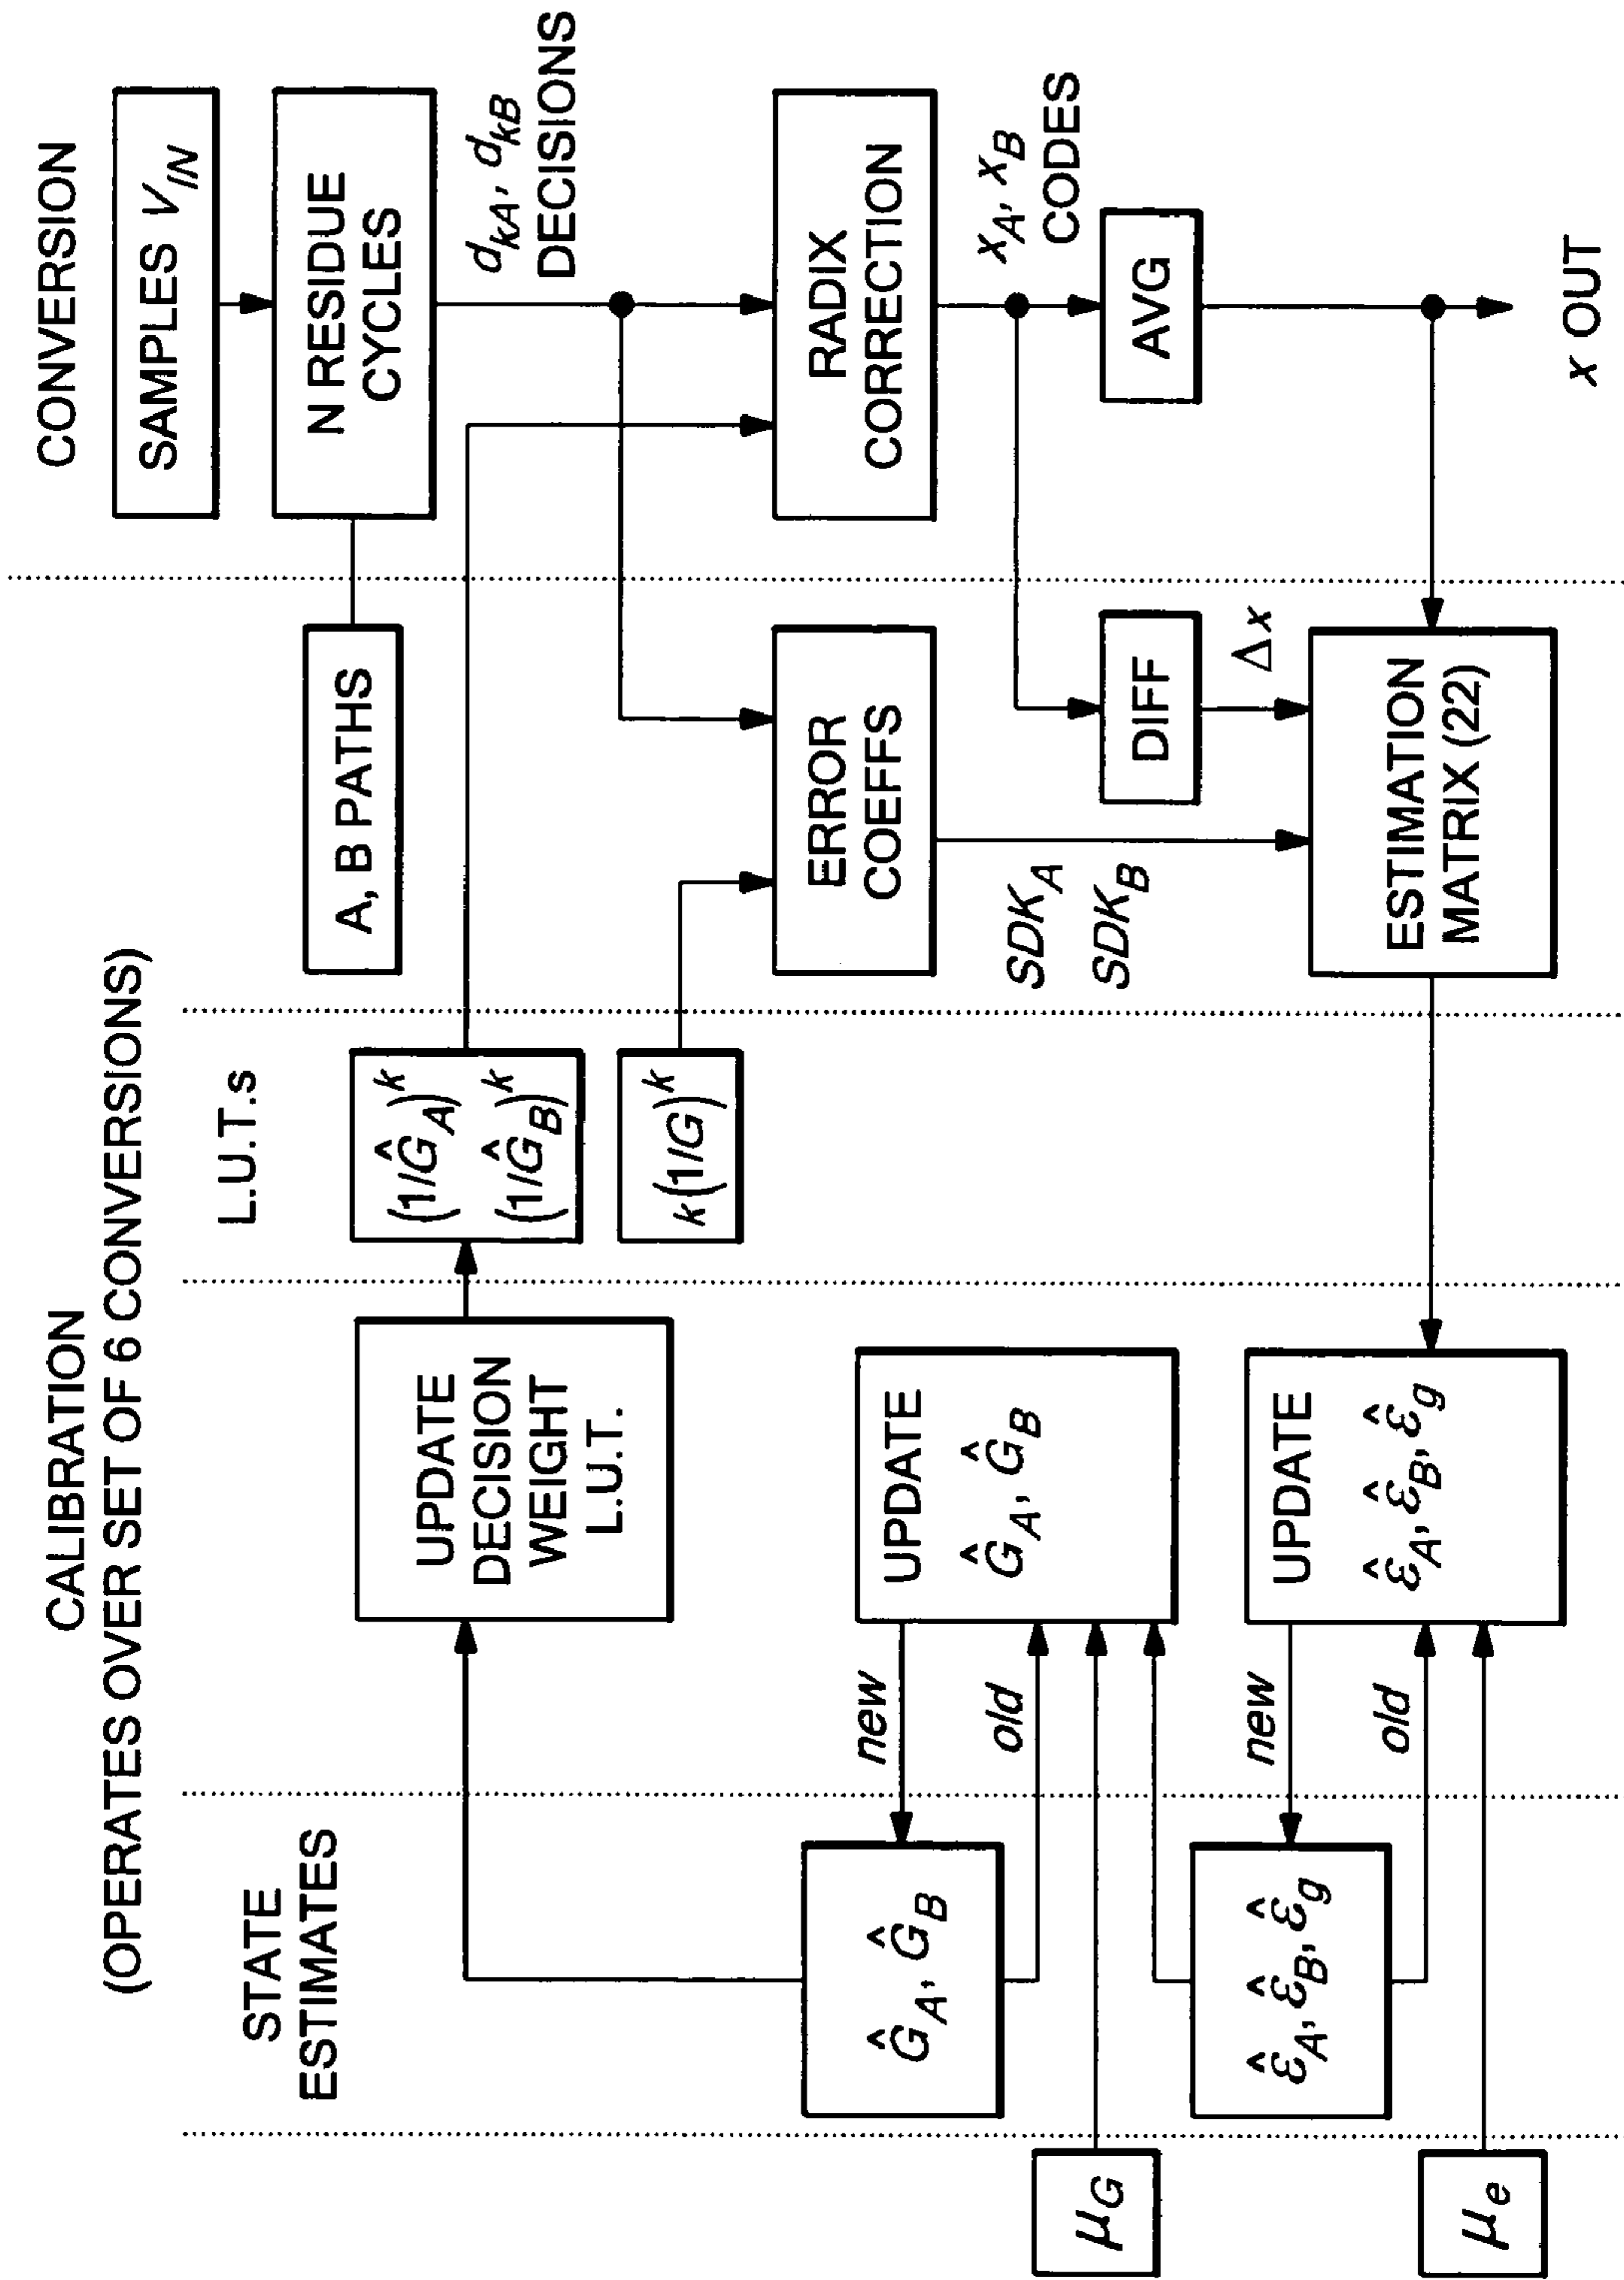 CALIBRATION
(OPERATES OVER SET OF 6 CONVERSIONS)
CONVERSION
STATE
ESTIMATES
L.U.T.s
SAMPLES V_IN
A, B PATHS
N RESIDUE
CYCLES
d_kA, d_kB
DECISIONS
UPDATE
DECISION
WEIGHT
L.U.T.
(1/Ĝ_A)^k
(1/Ĝ_B)^k
k(1/G)^k
ERROR
COEFFS
RADIX
CORRECTION
x_A, x_B
CODES
SDK_A
SDK_B
DIFF
AVG
Δx
ESTIMATION
MATRIX (22)
x OUT
Ĝ_A, Ĝ_B
new
old
UPDATE
Ĝ_A, Ĝ_B
μ_G
ε̂_A, ε̂_B, ε̂_g
new
old
UPDATE
ε̂_A, ε̂_B, ε̂_g
μ_e